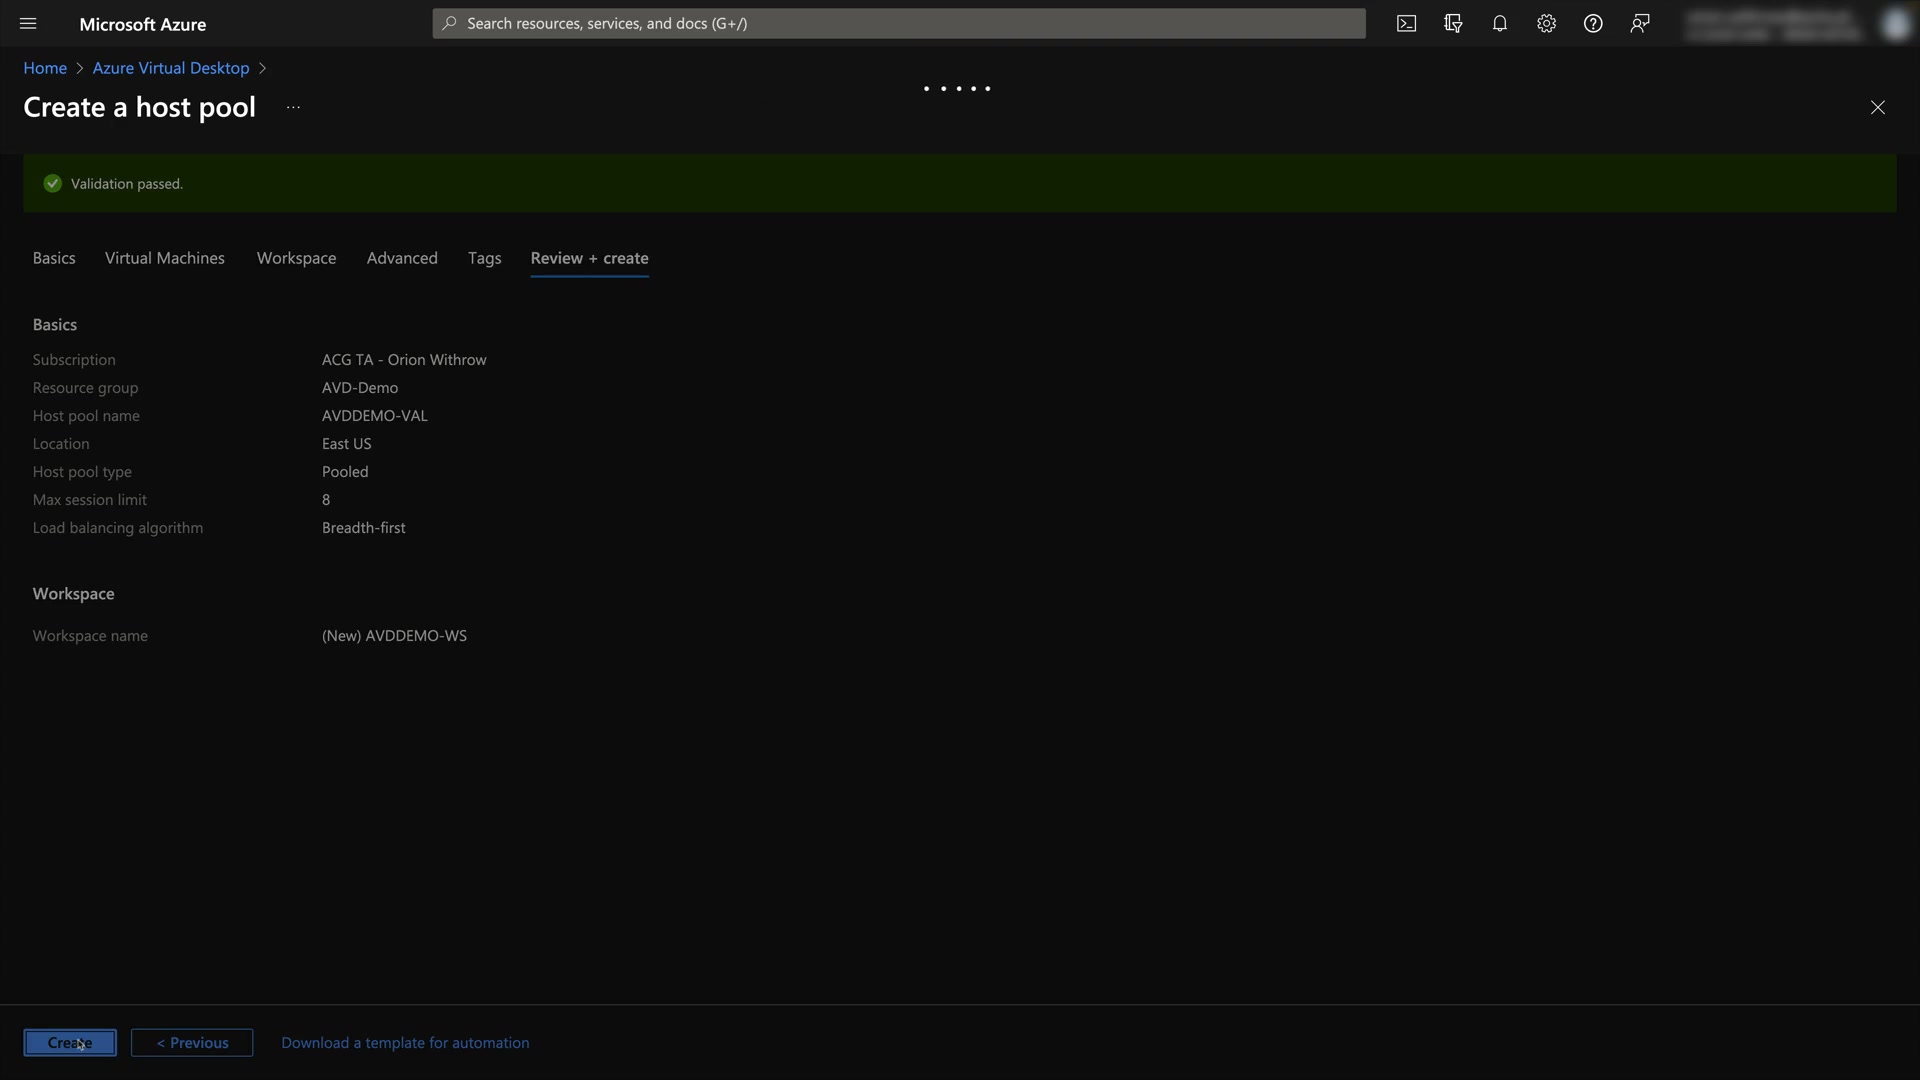 Microsoft Azure
Search resources, services, and docs (G+/)
Home > Azure Virtual Desktop >
Create a host pool ...
Validation passed.
Basics Virtual Machines Workspace Advanced Tags Review + create
Basics
Subscription ACG TA - Orion Withrow
Resource group AVD-Demo
Host pool name AVDDEMO-VAL
Location East US
Host pool type Pooled
Max session limit 8
Load balancing algorithm Breadth-first
Workspace
Workspace name (New) AVDDEMO-WS
Create < Previous Download a template for automation